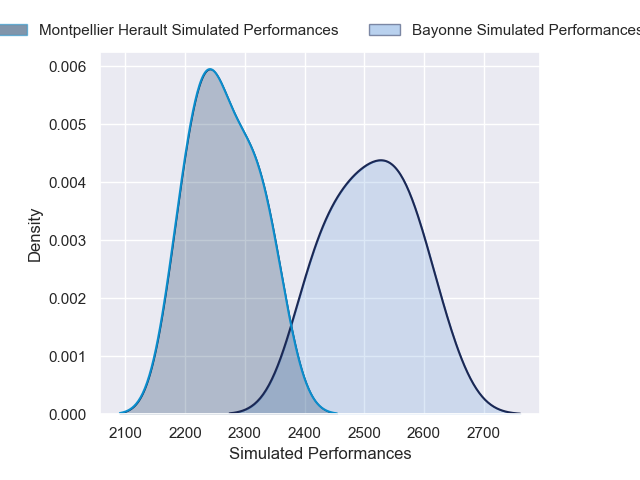 Montpellier Herault Simulated Performances   Bayonne Simulated Performances
0.006
0.005
0.004
0.003
0.002
0.001
0.000
Density
2100 2200 2300 2400 2500 2600 2700
Simulated Performances